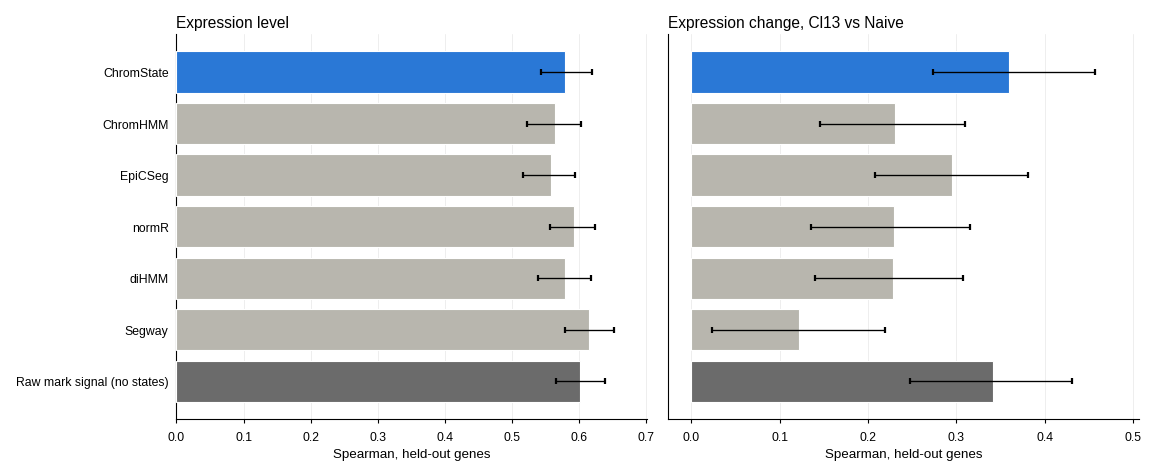 Expression level
Expression change, Cl13 vs Naive
ChromState
ChromHMM
EpiCSeg
normR
diHMM
Segway
Raw mark signal (no states)
0.0 0.1 0.2 0.3 0.4 0.5 0.6 0.7
0.0 0.1 0.2 0.3 0.4 0.5
Spearman, held-out genes
Spearman, held-out genes